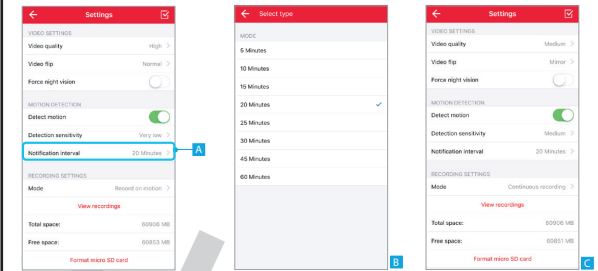 Settings
VIDEO SETTINGS
Video quality High
Video flip Normal
Force night vision
MOTION DETECTION
Detect motion
Detection sensitivity Very low
Notification interval 20 Minutes
A
RECORDING SETTINGS
Mode Record on motion
View recordings
Total space: 60906 MB
Free space: 60853 MB
Format micro SD card
Select type
MODE
5 Minutes
10 Minutes
15 Minutes
20 Minutes
25 Minutes
30 Minutes
45 Minutes
60 Minutes
B
Settings
VIDEO SETTINGS
Video quality Medium
Video flip Mirror
Force night vision
MOTION DETECTION
Detect motion
Detection sensitivity Medium
Notification interval 20 Minutes
RECORDING SETTINGS
Mode Continuous recording
View recordings
Total space: 60906 MB
Free space: 60851 MB
Format micro SD card
C